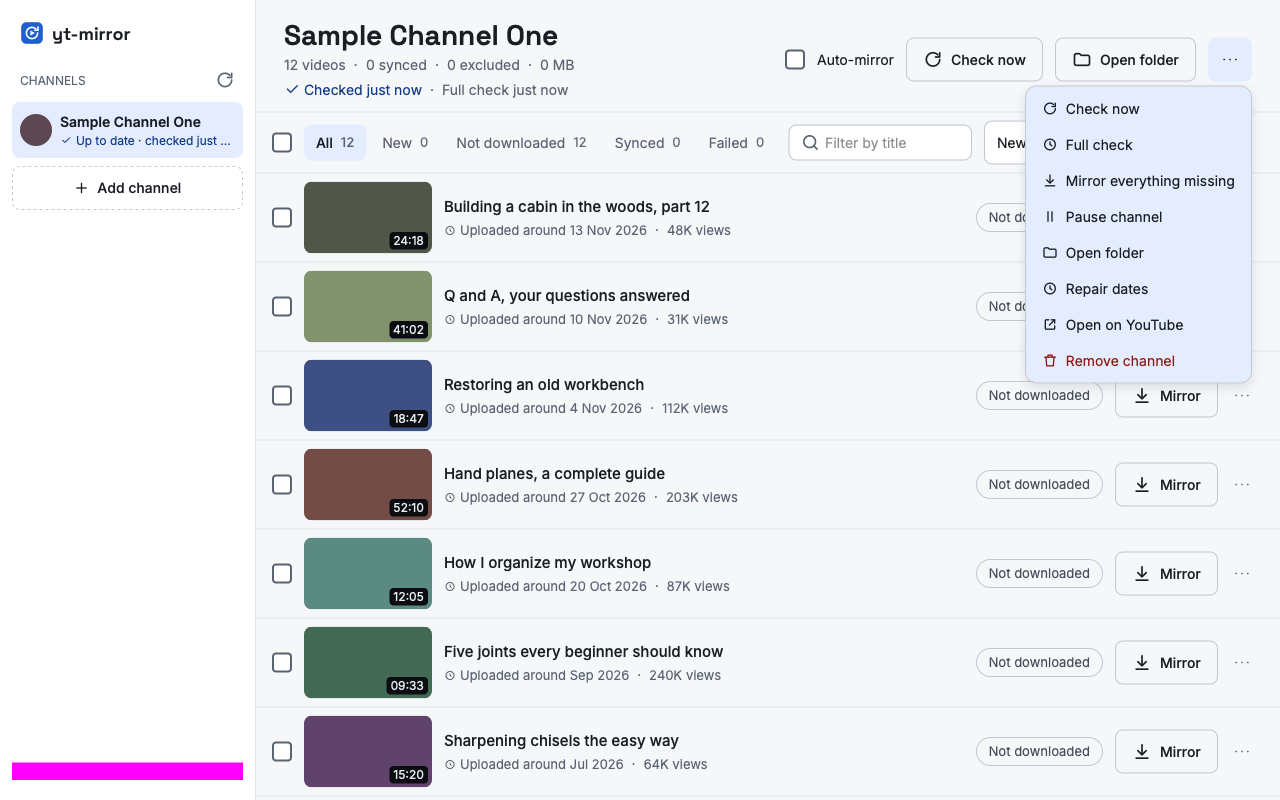 yt-mirror
CHANNELS
Sample Channel One
Up to date · checked just ...
Add channel
Sample Channel One
12 videos · 0 synced · 0 excluded · 0 MB
Checked just now · Full check just now
Auto-mirror
Check now
Open folder
...
All 12
New 0
Not downloaded 12
Synced 0
Failed 0
Filter by title
Check now
Full check
Mirror everything missing
Pause channel
Open folder
Repair dates
Open on YouTube
Remove channel
24:18
Building a cabin in the woods, part 12
Uploaded around 13 Nov 2026 · 48K views
41:02
Q and A, your questions answered
Uploaded around 10 Nov 2026 · 31K views
18:47
Restoring an old workbench
Uploaded around 4 Nov 2026 · 112K views
Not downloaded
Mirror
...
52:10
Hand planes, a complete guide
Uploaded around 27 Oct 2026 · 203K views
Not downloaded
Mirror
...
12:05
How I organize my workshop
Uploaded around 20 Oct 2026 · 87K views
Not downloaded
Mirror
...
09:33
Five joints every beginner should know
Uploaded around Sep 2026 · 240K views
Not downloaded
Mirror
...
15:20
Sharpening chisels the easy way
Uploaded around Jul 2026 · 64K views
Not downloaded
Mirror
...